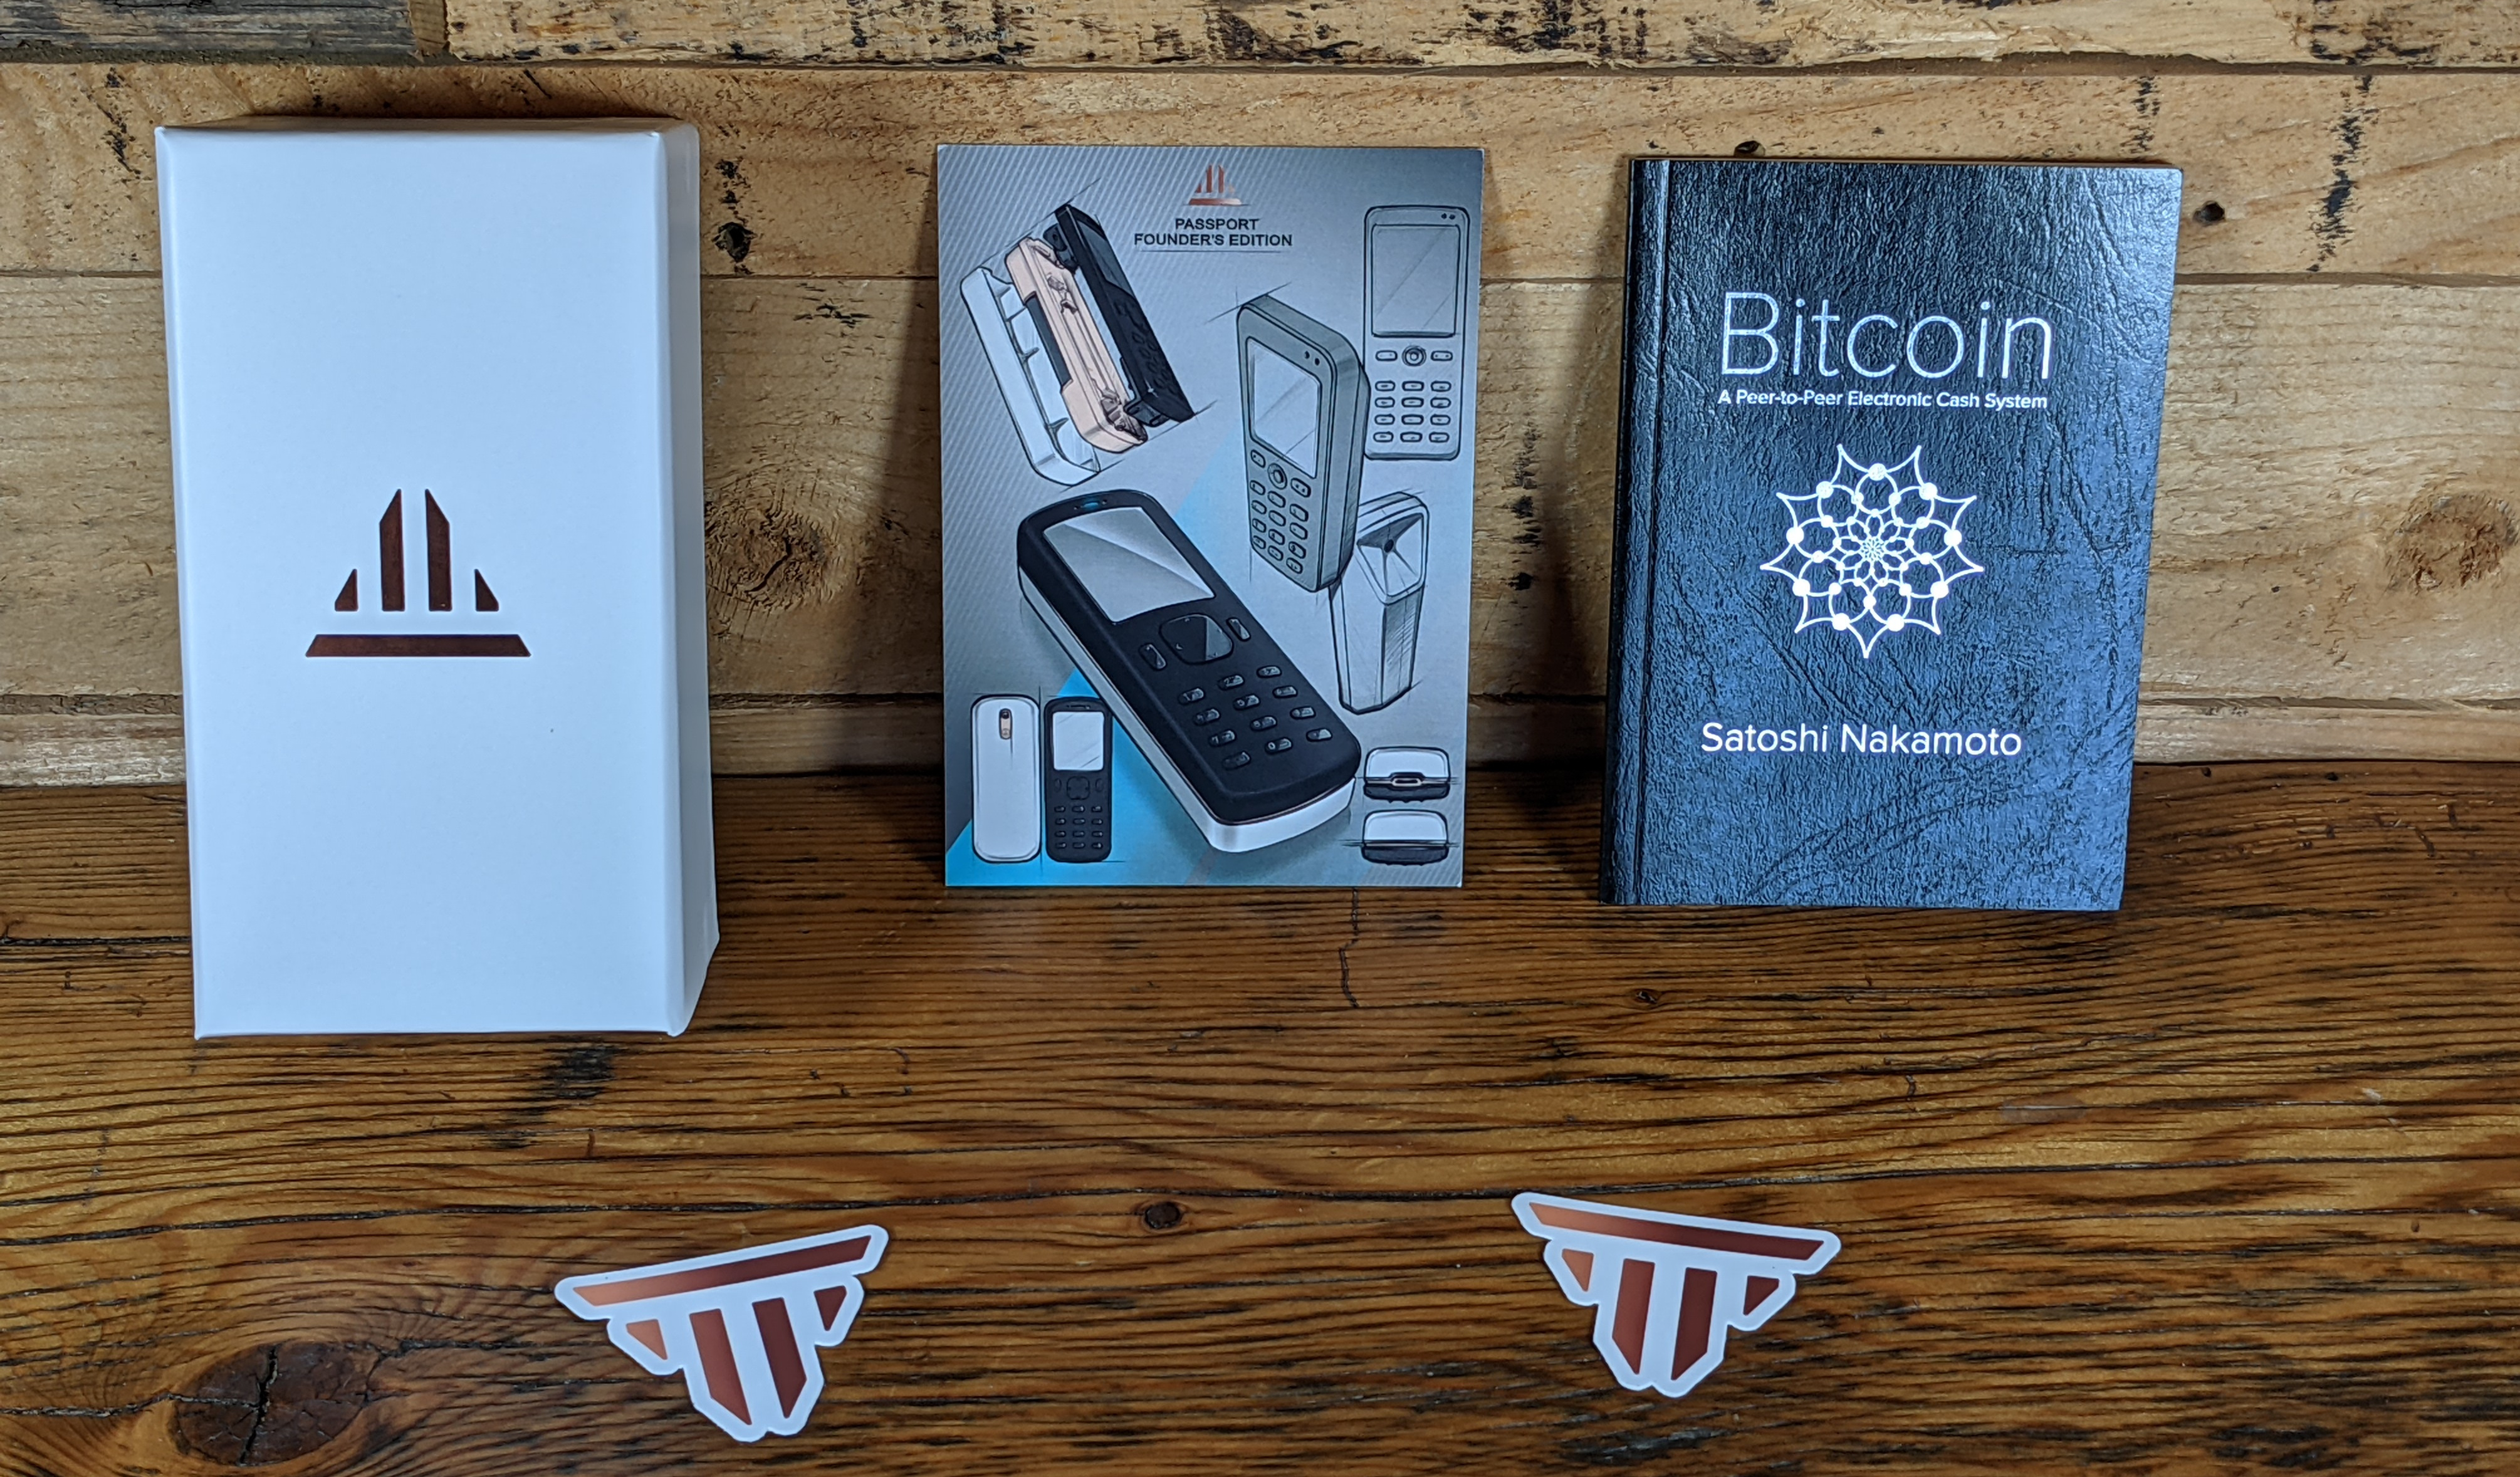 PASSPORT
FOUNDER'S EDITION
Bitcoin
A Peer-to-Peer Electronic Cash System
Satoshi Nakamoto